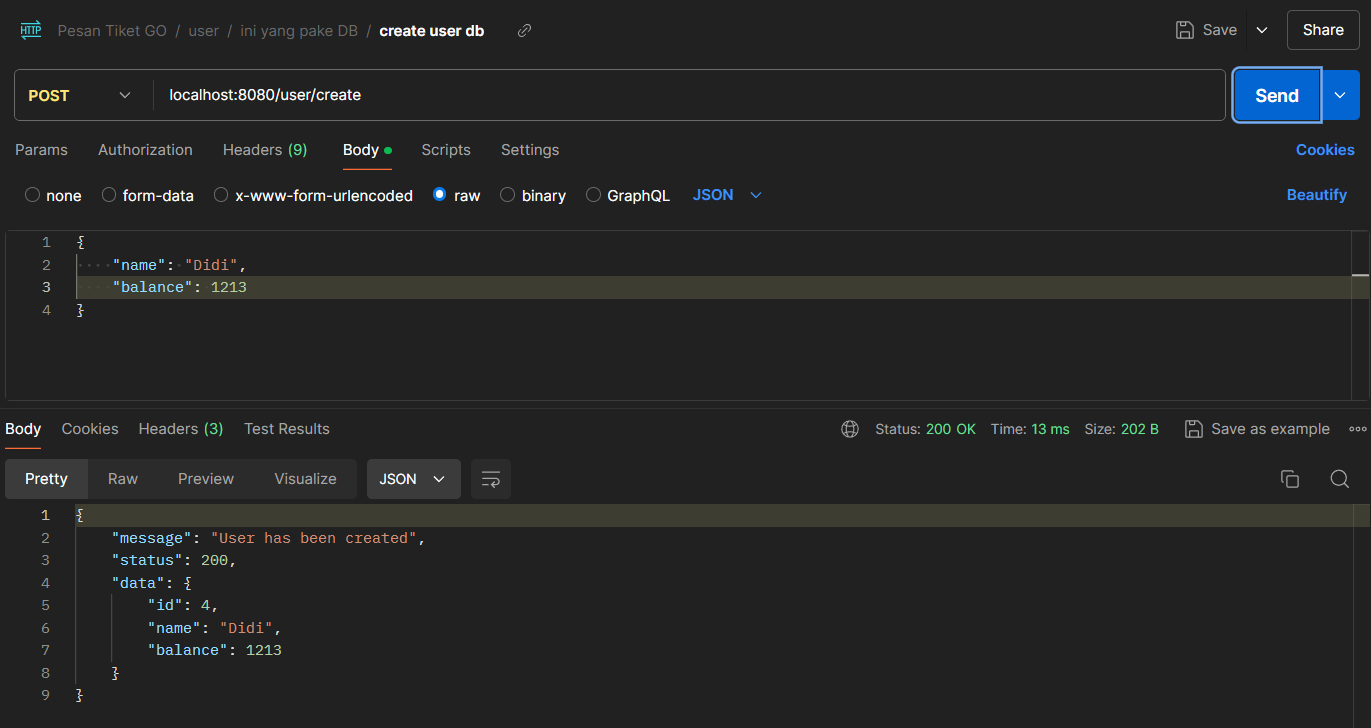 HTTP Pesan Tiket GO / user / ini yang pake DB / create user db Save Share
POST localhost:8080/user/create Send
Params Authorization Headers (9) Body Scripts Settings Cookies
none form-data x-www-form-urlencoded raw binary GraphQL JSON Beautify
1 {
2 "name": "Didi",
3 "balance": 1213
4 }
Body Cookies Headers (3) Test Results Status: 200 OK Time: 13 ms Size: 202 B Save as example
Pretty Raw Preview Visualize JSON
1 {
2 "message": "User has been created",
3 "status": 200,
4 "data": {
5 "id": 4,
6 "name": "Didi",
7 "balance": 1213
8 }
9 }